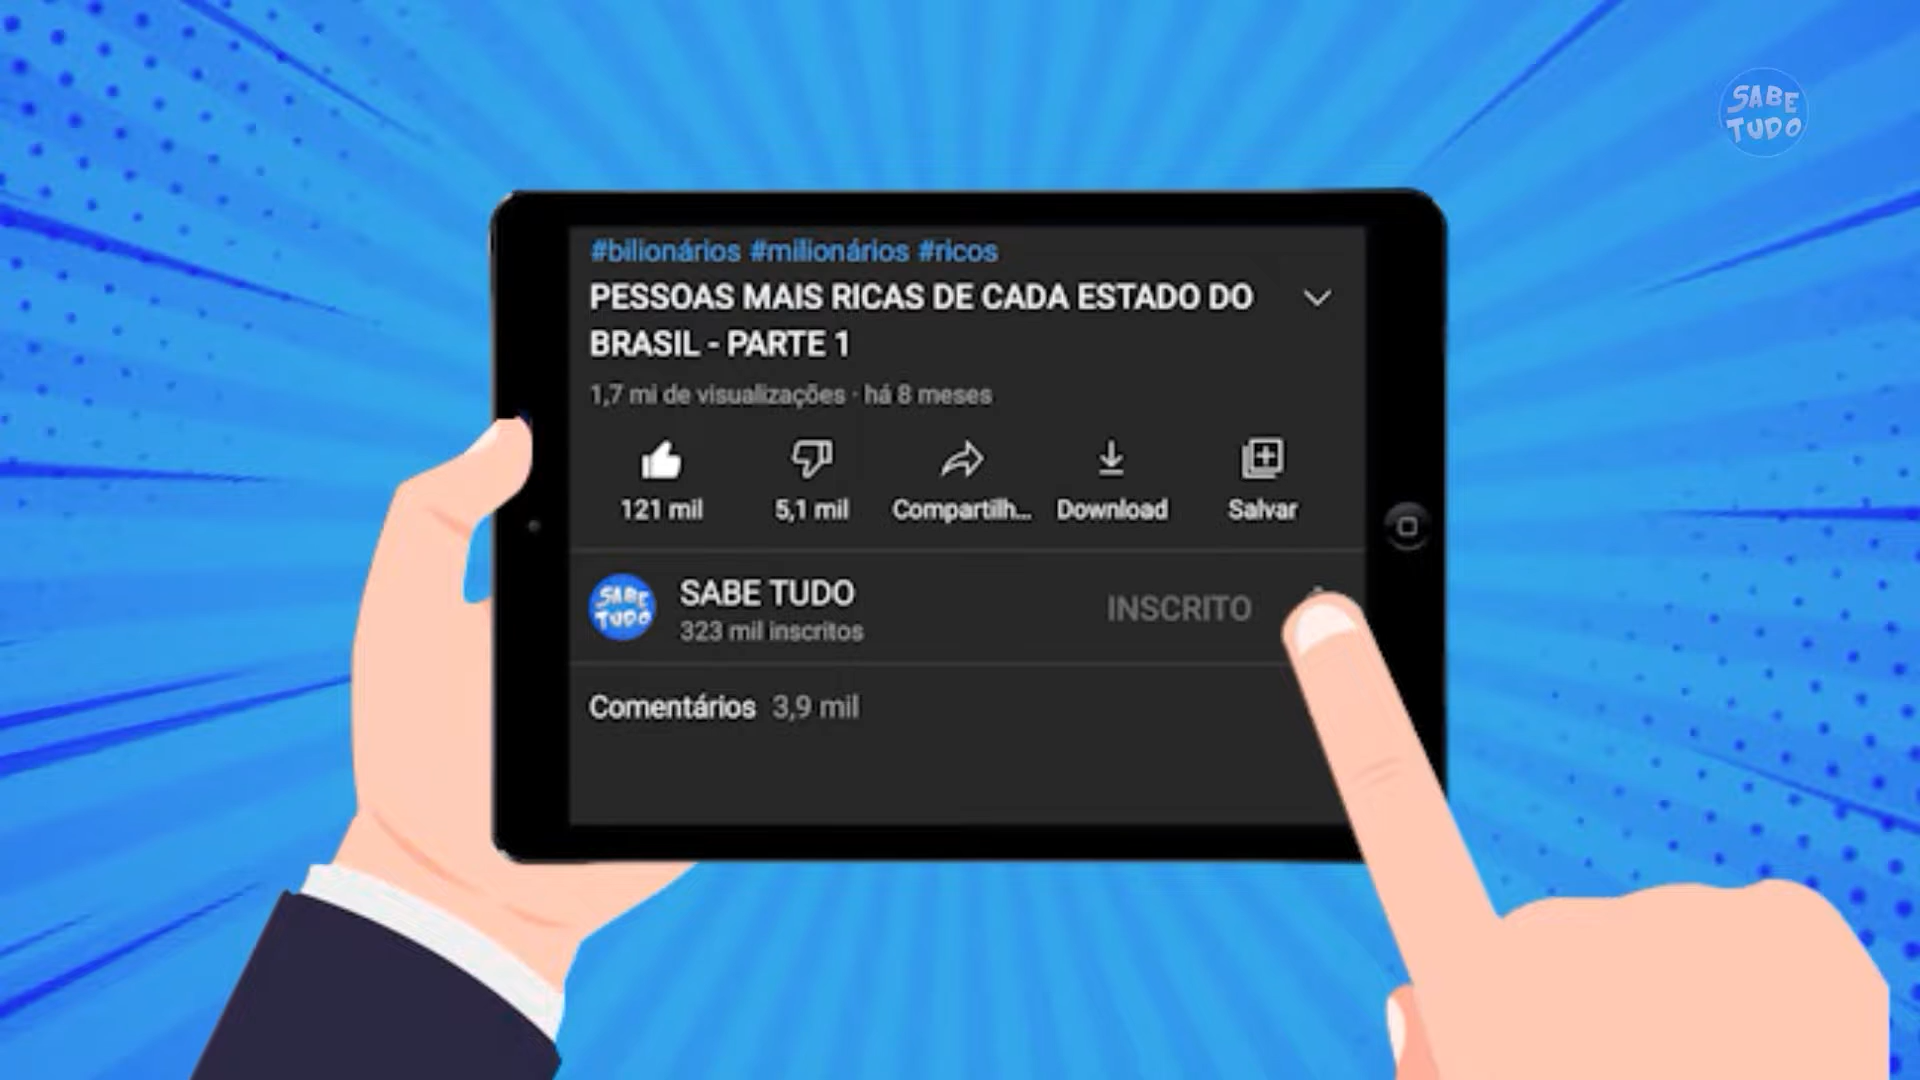 SABE
TUDO
#bilionários #milionários #ricos
PESSOAS MAIS RICAS DE CADA ESTADO DO
BRASIL - PARTE 1
1,7 mi de visualizações · há 8 meses
121 mil
5,1 mil
Compartilh...
Download
Salvar
SABE
TUDO
SABE TUDO
323 mil inscritos
INSCRITO
Comentários 3,9 mil